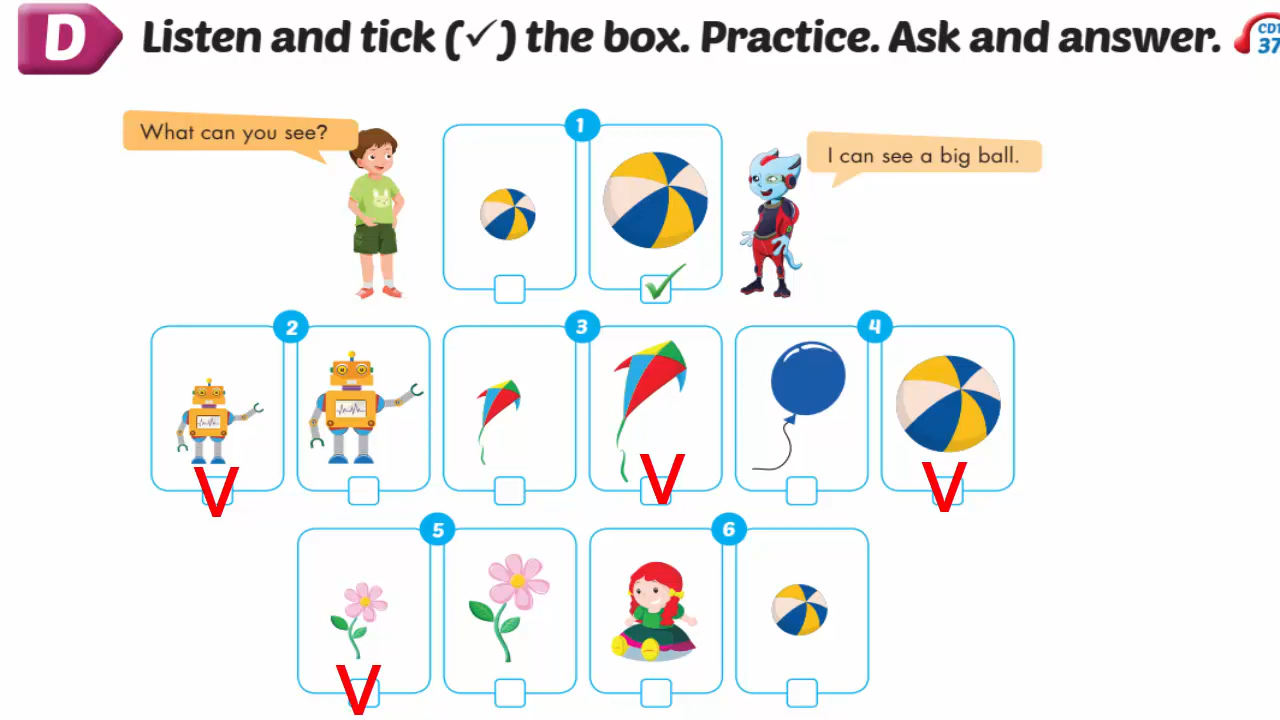 D Listen and tick (✓) the box. Practice. Ask and answer. CD1 37
What can you see?
1
I can see a big ball.
2
3
4
V
V
V
5
6
V